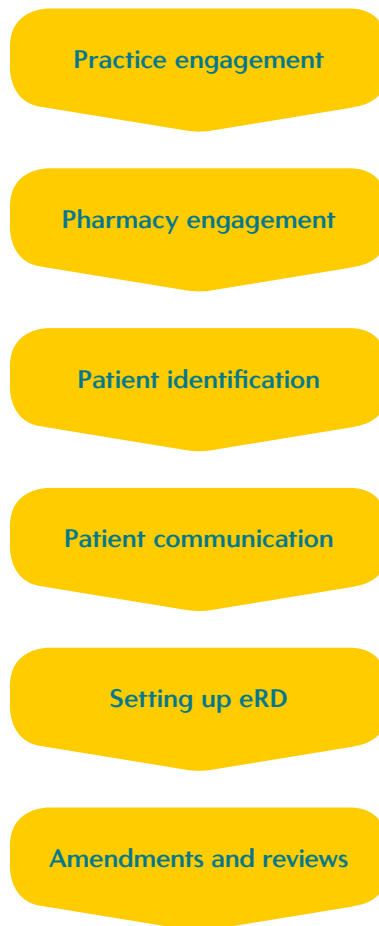 Practice engagement
Pharmacy engagement
Patient identification
Patient communication
Setting up eRD
Amendments and reviews